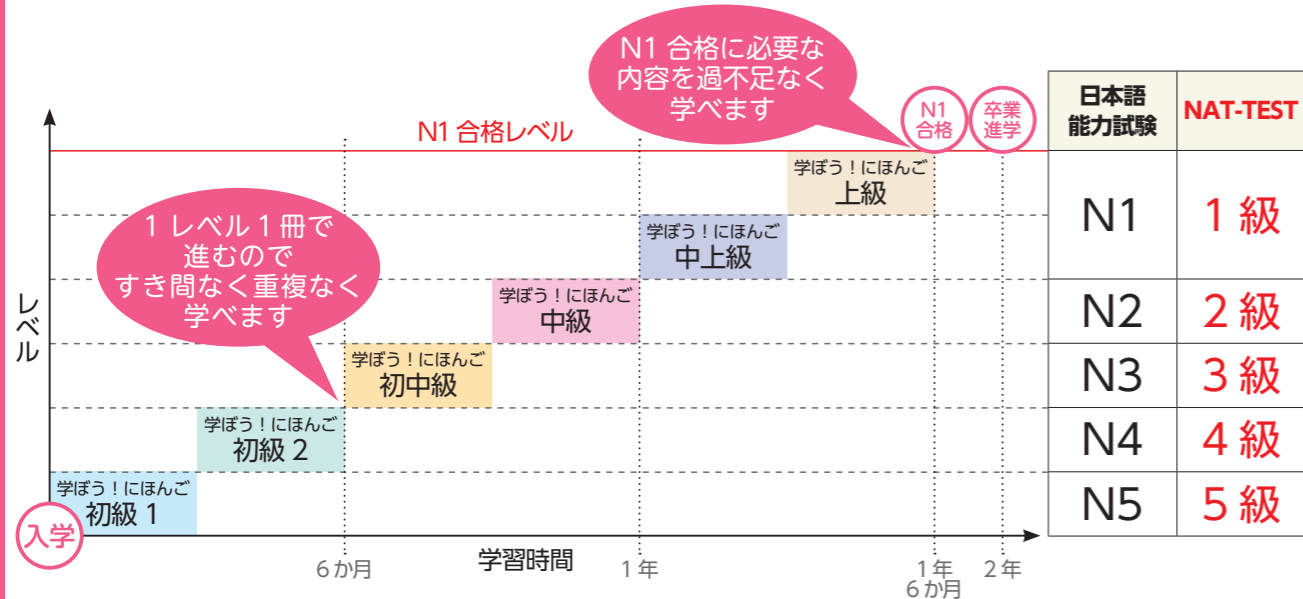 N1 合格に必要な
内容を過不足なく
学べます
N1
合格
卒業
進学
日本語
能力試験
NAT-TEST
N1 合格レベル
学ぼう！にほんご
上級
N1
1 級
1 レベル 1 冊で
進むので
すき間なく重複なく
学べます
学ぼう！にほんご
中上級
学ぼう！にほんご
中級
N2
2 級
レベル
学ぼう！にほんご
初中級
N3
3 級
学ぼう！にほんご
初級 2
N4
4 級
学ぼう！にほんご
初級 1
N5
5 級
入学
6 か月
学習時間
1 年
1 年
6 か月
2 年